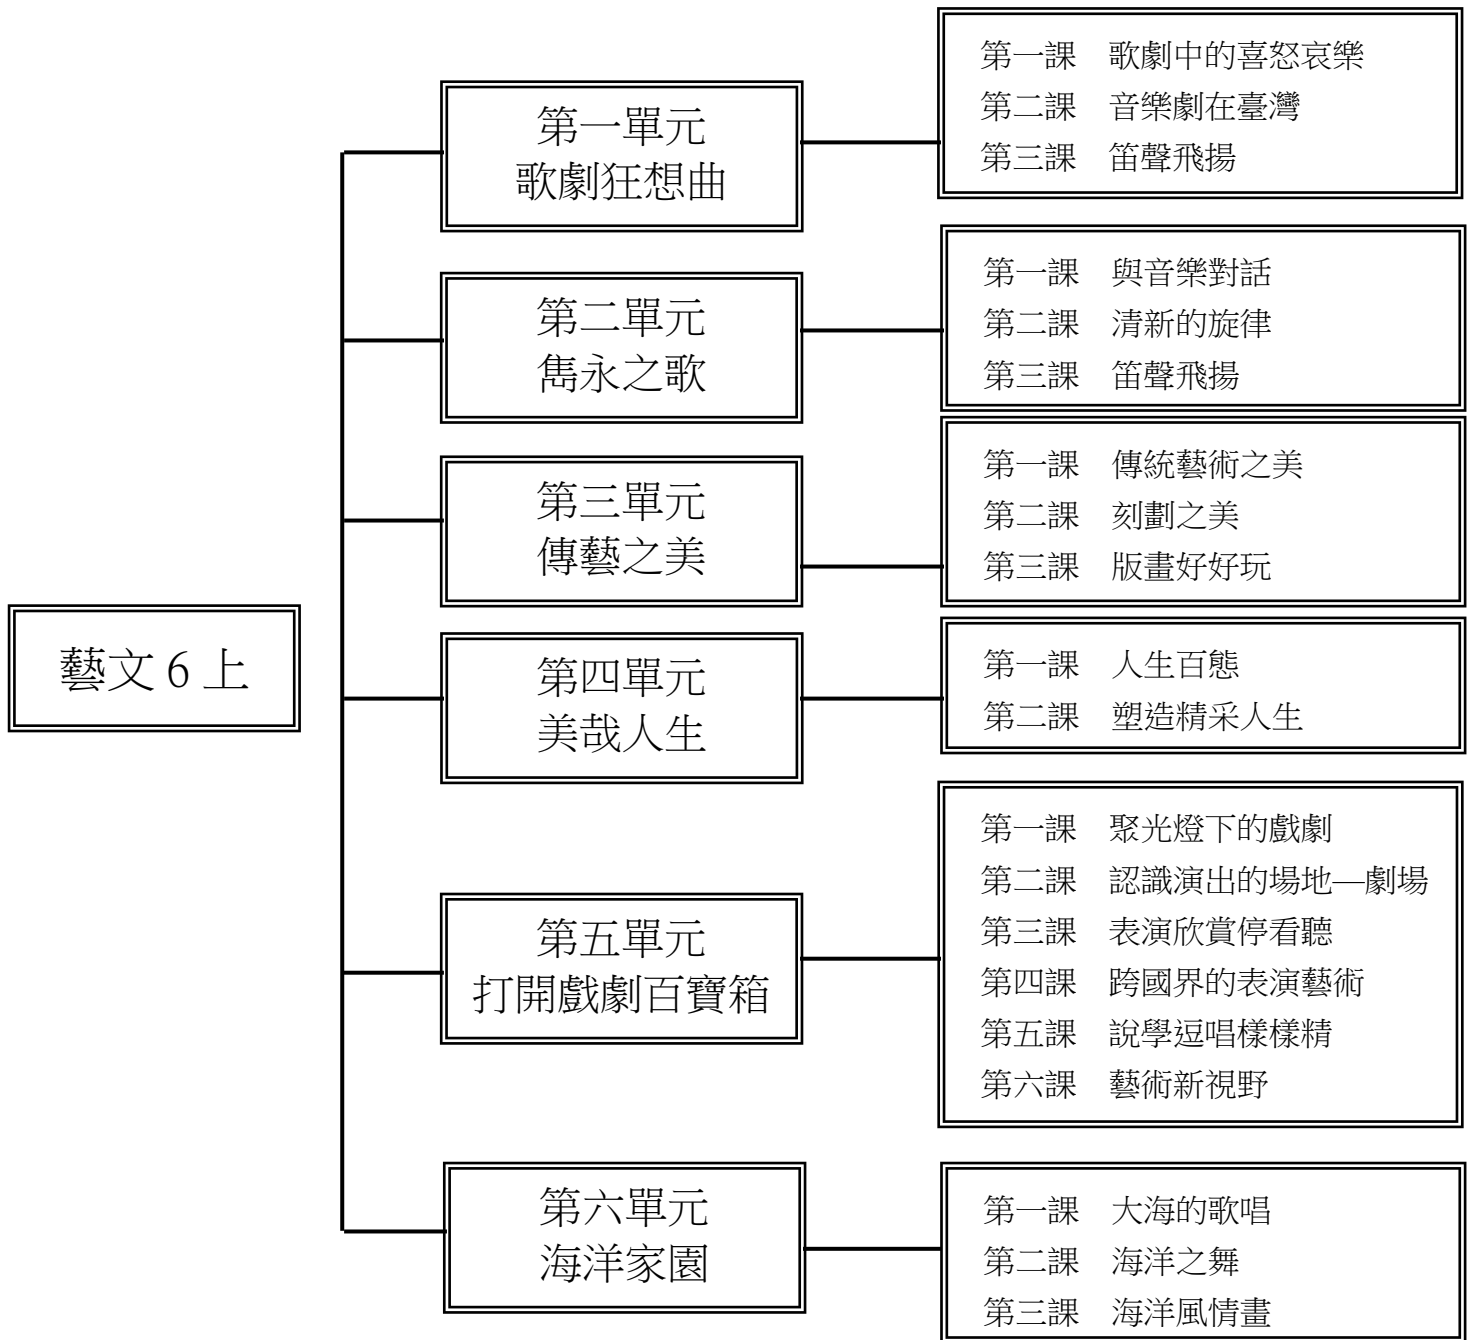 藝文 6 上
第一單元
歌劇狂想曲
第一課　歌劇中的喜怒哀樂
第二課　音樂劇在臺灣
第三課　笛聲飛揚
第二單元
雋永之歌
第一課　與音樂對話
第二課　清新的旋律
第三課　笛聲飛揚
第三單元
傳藝之美
第一課　傳統藝術之美
第二課　刻劃之美
第三課　版畫好好玩
第四單元
美哉人生
第一課　人生百態
第二課　塑造精采人生
第五單元
打開戲劇百寶箱
第一課　聚光燈下的戲劇
第二課　認識演出的場地—劇場
第三課　表演欣賞停看聽
第四課　跨國界的表演藝術
第五課　說學逗唱樣樣精
第六課　藝術新視野
第六單元
海洋家園
第一課　大海的歌唱
第二課　海洋之舞
第三課　海洋風情畫